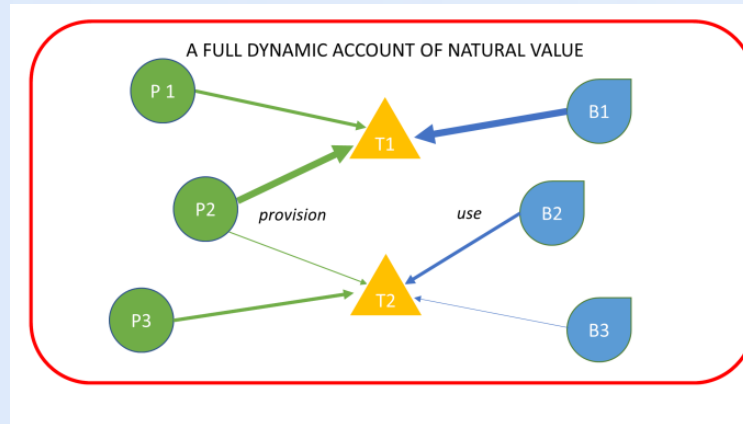 A FULL DYNAMIC ACCOUNT OF NATURAL VALUE
P 1
B1
T1
P2
provision
use
B2
T2
P3
B3